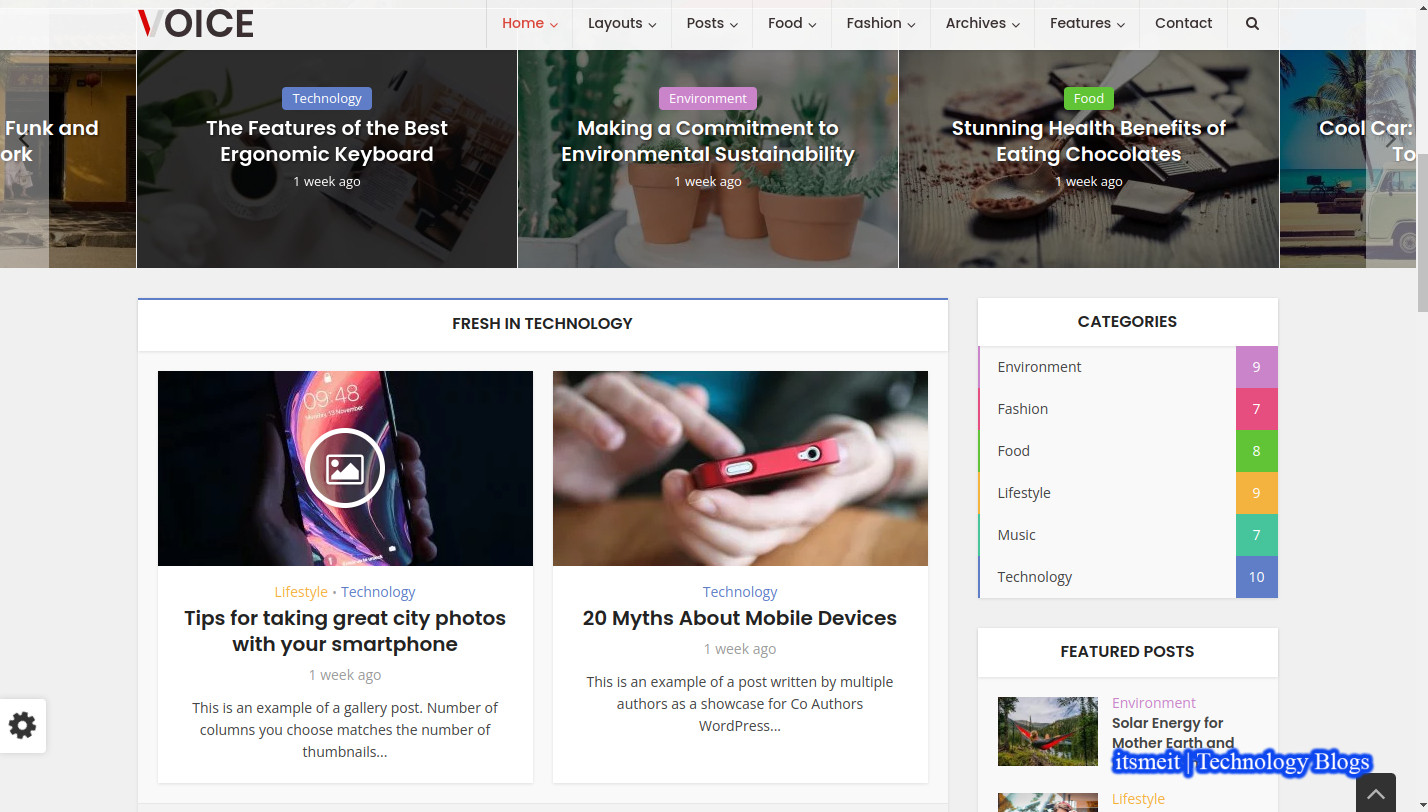 VOICE
Home
Layouts
Posts
Food
Fashion
Archives
Features
Contact
Funk and
ork
Technology
The Features of the Best
Ergonomic Keyboard
1 week ago
Environment
Making a Commitment to
Environmental Sustainability
1 week ago
Food
Stunning Health Benefits of
Eating Chocolates
1 week ago
Cool Car:
To
FRESH IN TECHNOLOGY
09:48
Monday, 13 November
Lifestyle • Technology
Tips for taking great city photos
with your smartphone
1 week ago
This is an example of a gallery post. Number of
columns you choose matches the number of
thumbnails...
Technology
20 Myths About Mobile Devices
1 week ago
This is an example of a post written by multiple
authors as a showcase for Co Authors
WordPress...
CATEGORIES
Environment 9
Fashion 7
Food 8
Lifestyle 9
Music 7
Technology 10
FEATURED POSTS
Environment
Solar Energy for
Mother Earth and
itsmeit | Technology Blogs
Lifestyle